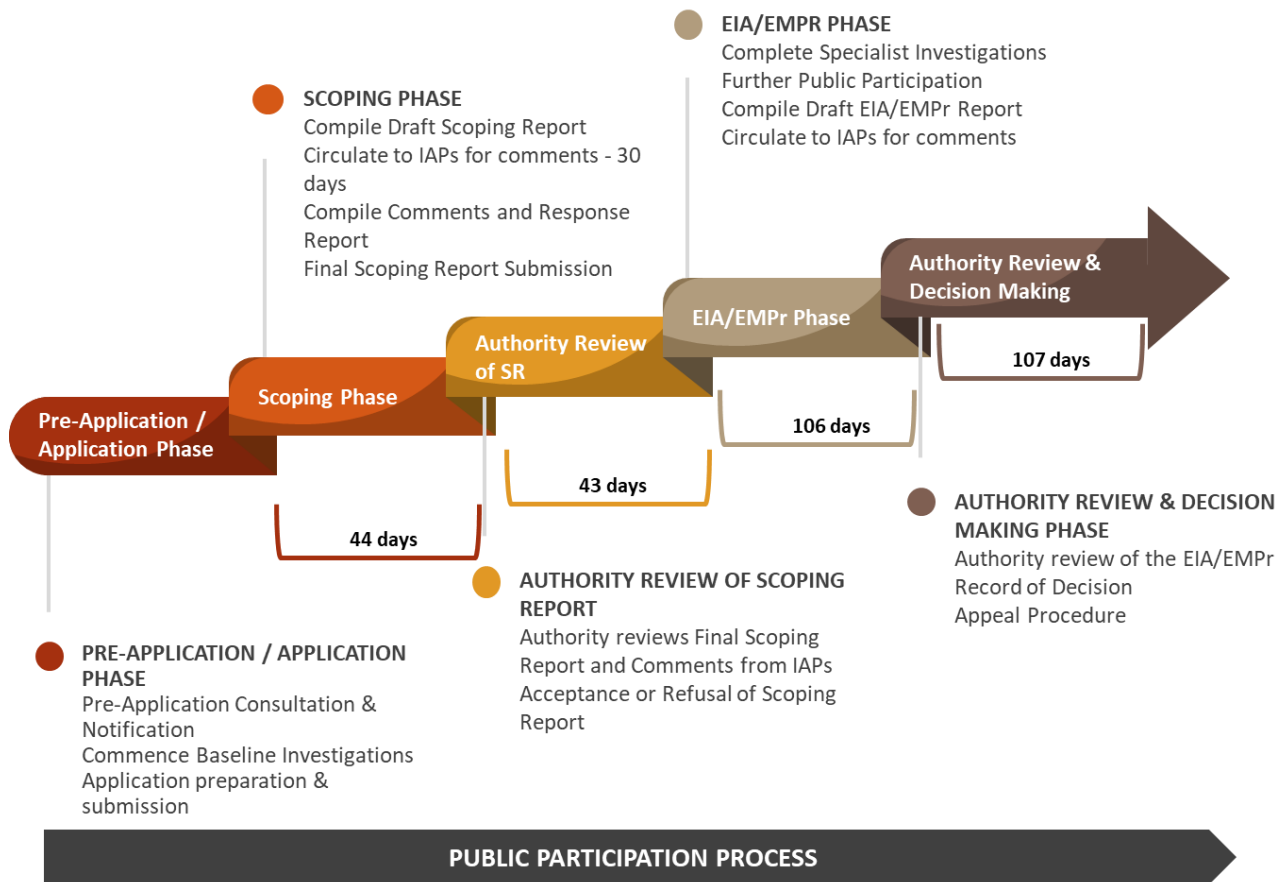 EIA/EMPR PHASE
Complete Specialist Investigations
Further Public Participation
Compile Draft EIA/EMPr Report
Circulate to IAPs for comments
SCOPING PHASE
Compile Draft Scoping Report
Circulate to IAPs for comments - 30
days
Compile Comments and Response
Report
Final Scoping Report Submission
Pre-Application /
Application Phase
Scoping Phase
Authority Review
of SR
EIA/EMPr Phase
Authority Review &
Decision Making
44 days
43 days
106 days
107 days
PRE-APPLICATION / APPLICATION
PHASE
Pre-Application Consultation &
Notification
Commence Baseline Investigations
Application preparation &
submission
AUTHORITY REVIEW OF SCOPING
REPORT
Authority reviews Final Scoping
Report and Comments from IAPs
Acceptance or Refusal of Scoping
Report
AUTHORITY REVIEW & DECISION
MAKING PHASE
Authority review of the EIA/EMPr
Record of Decision
Appeal Procedure
PUBLIC PARTICIPATION PROCESS